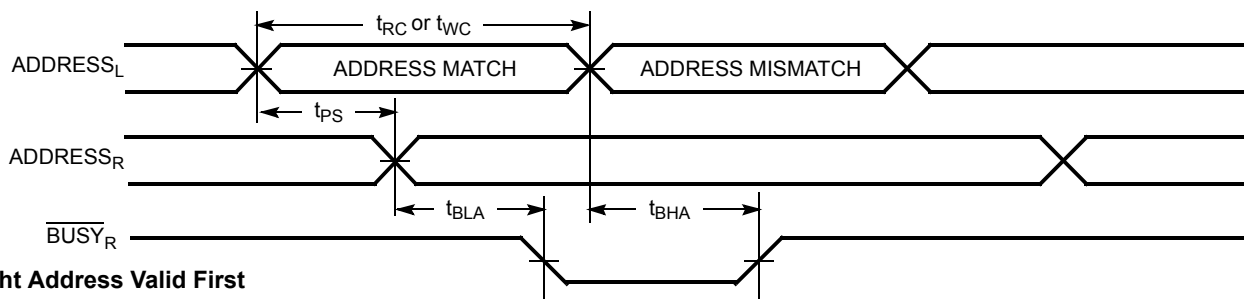 tRC or tWC
ADDRESSL
ADDRESS MATCH
ADDRESS MISMATCH
tPS
ADDRESSR
tBLA
tBHA
BUSYR
ht Address Valid First